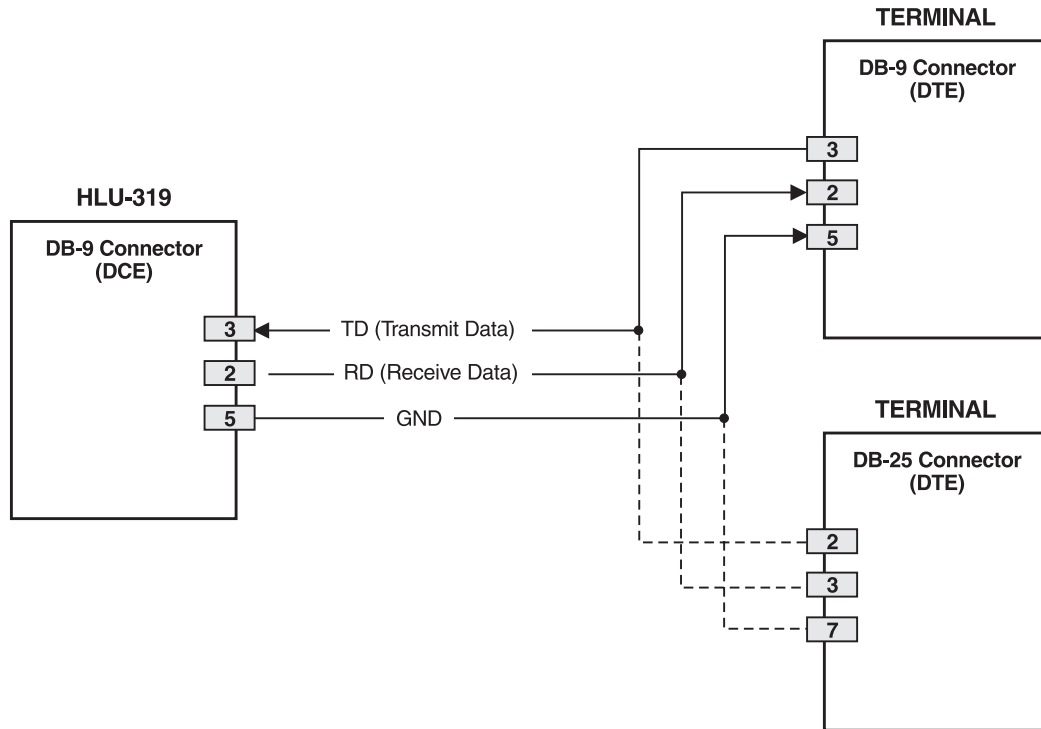 TERMINAL
DB-9 Connector
(DTE)
3
2
5
HLU-319
DB-9 Connector
(DCE)
3
TD (Transmit Data)
2
RD (Receive Data)
5
GND
TERMINAL
DB-25 Connector
(DTE)
2
3
7